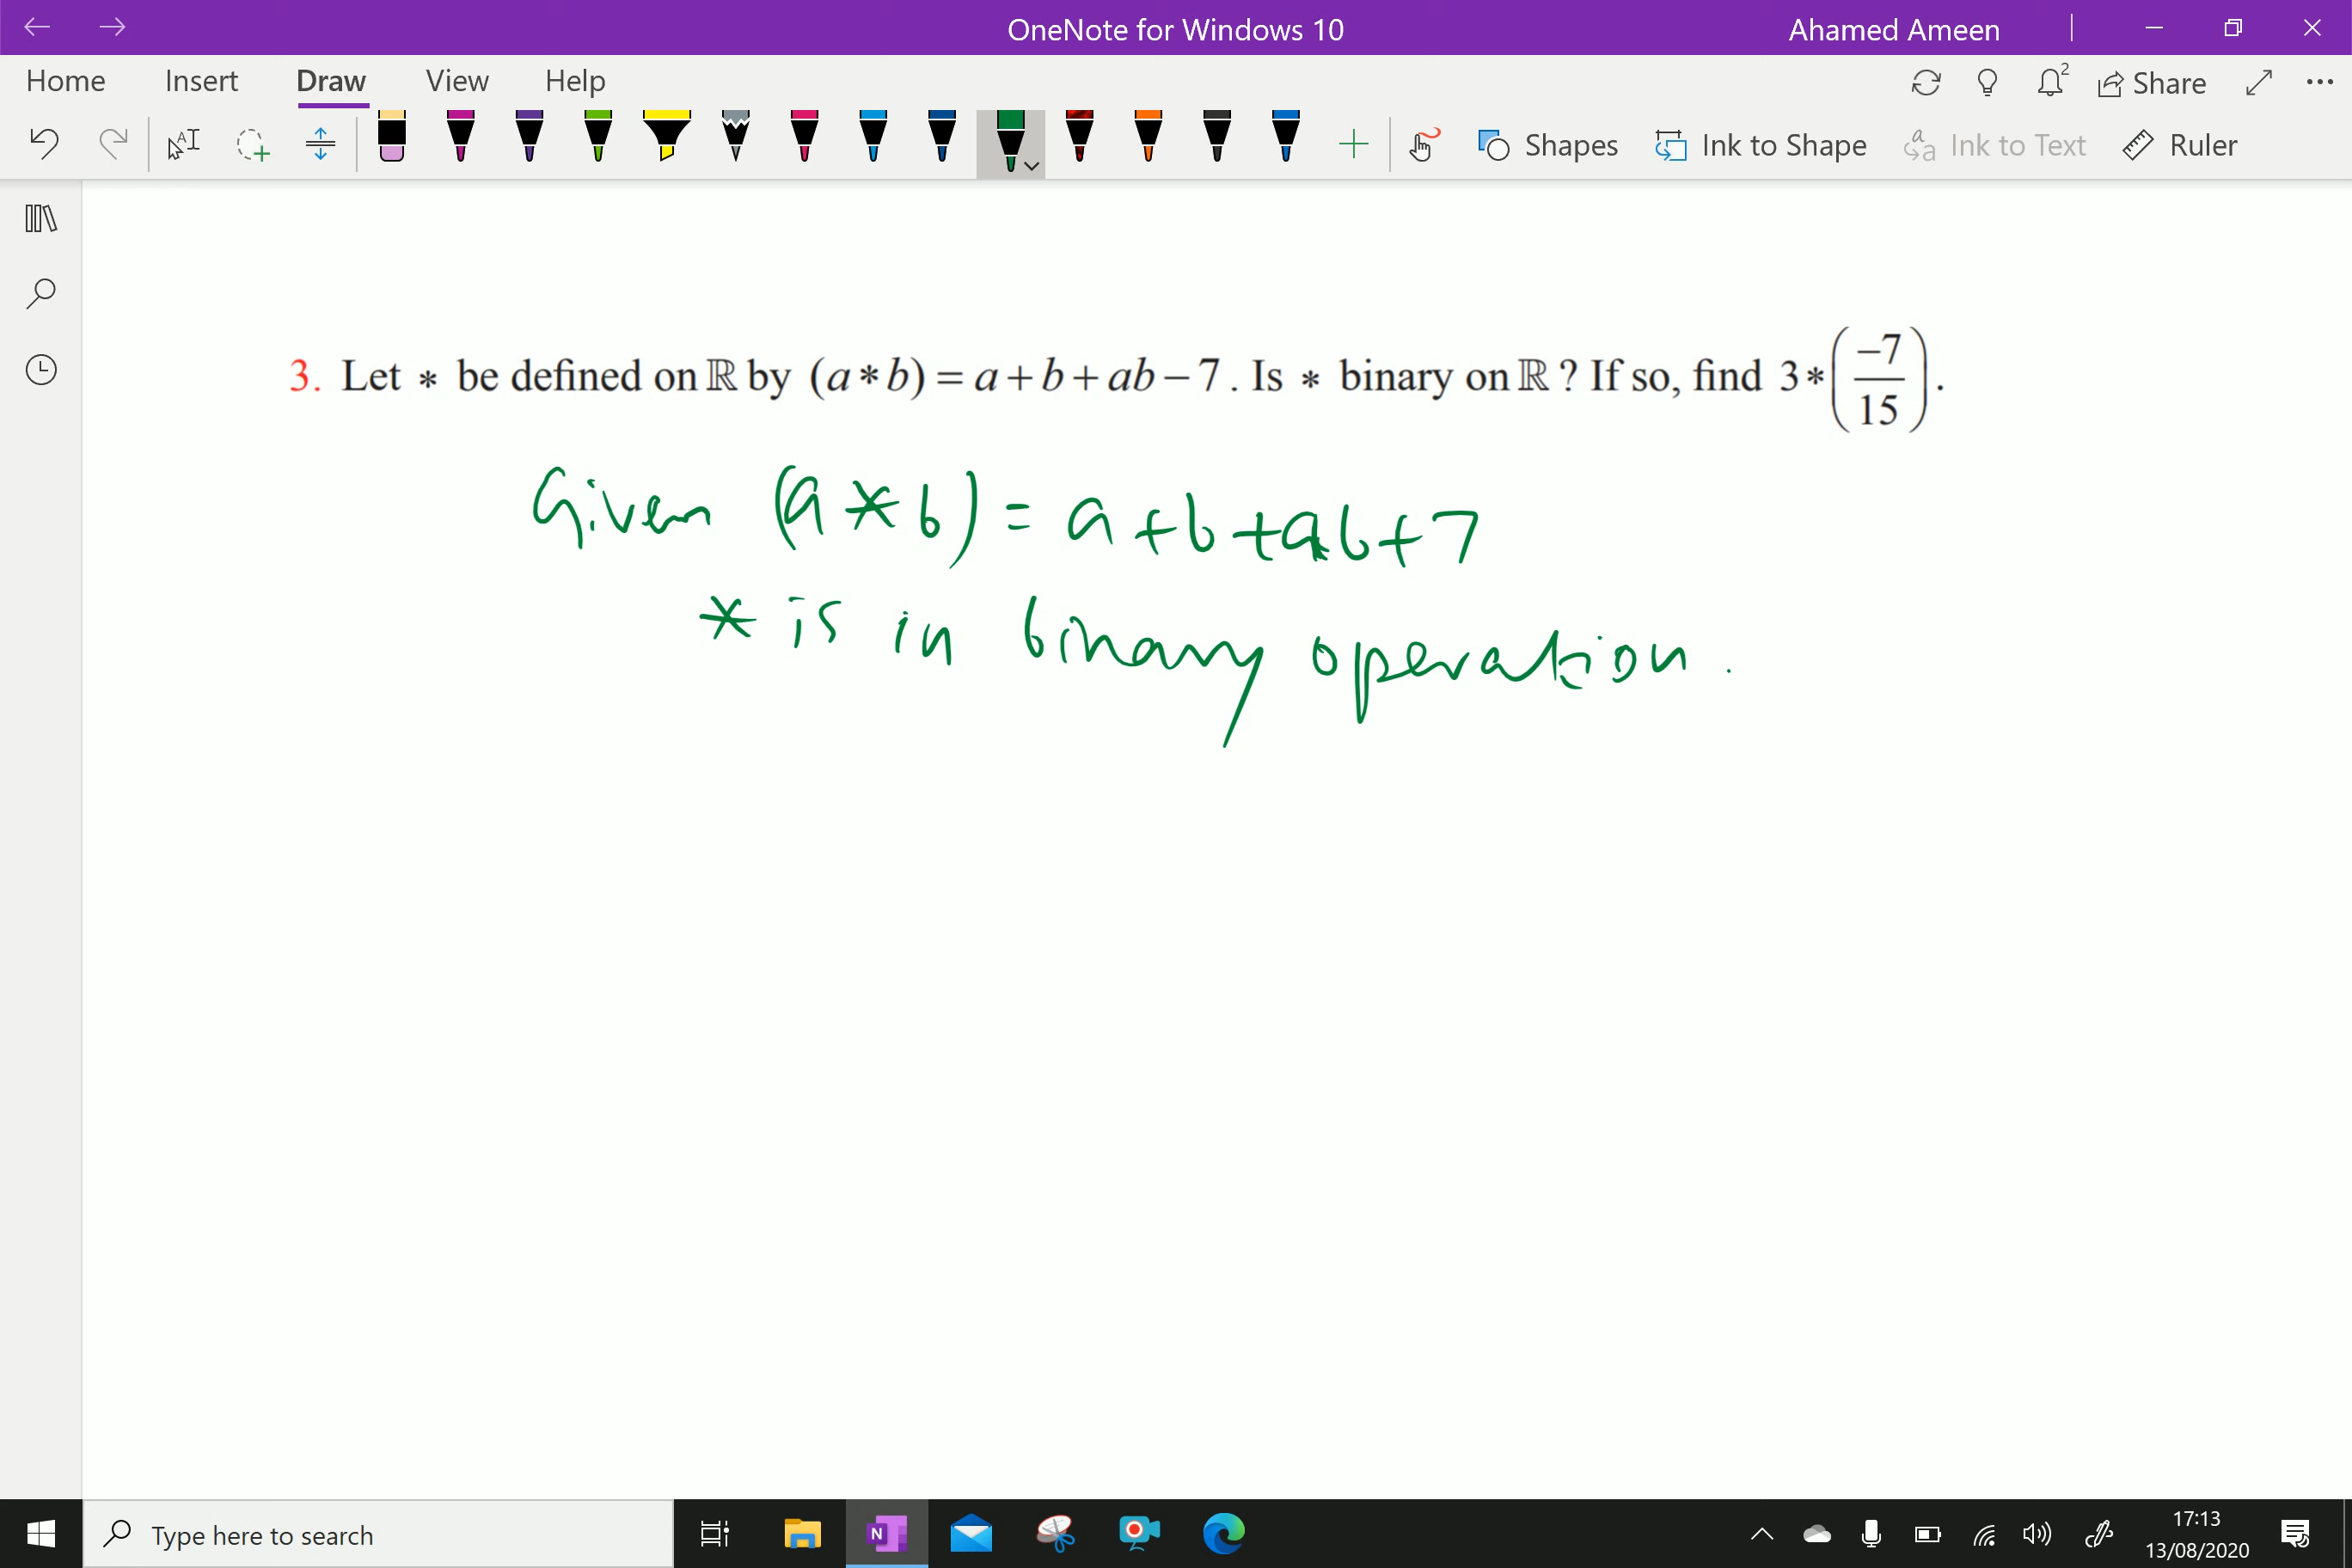 OneNote for Windows 10
Ahamed Ameen
Home Insert Draw View Help
2 Share
Shapes Ink to Shape Ink to Text Ruler
3. Let * be defined on ℝ by (a * b) = a + b + ab − 7. Is * binary on ℝ ? If so, find 3 * (−7/15).
Given (a * b) = a + b + ab + 7
* is in binary operation.
Type here to search
17:13
13/08/2020